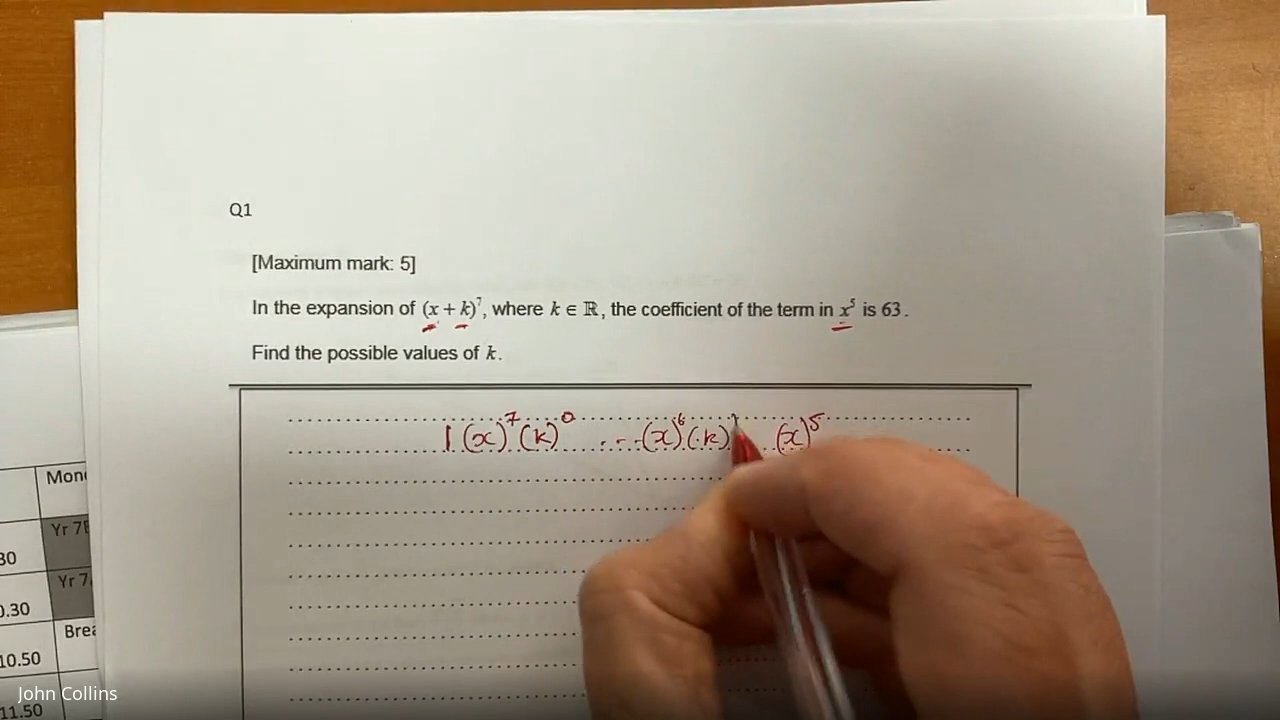 Q1
[Maximum mark: 5]
In the expansion of (x + k)⁷, where k ∈ ℝ, the coefficient of the term in x⁵ is 63.
Find the possible values of k.
1 (x)⁷ (k)⁰ ... (x)⁶ (k) (x)⁵
Mon
Yr 7
30
Yr 7
0.30
Brea
10.50
11.50
John Collins